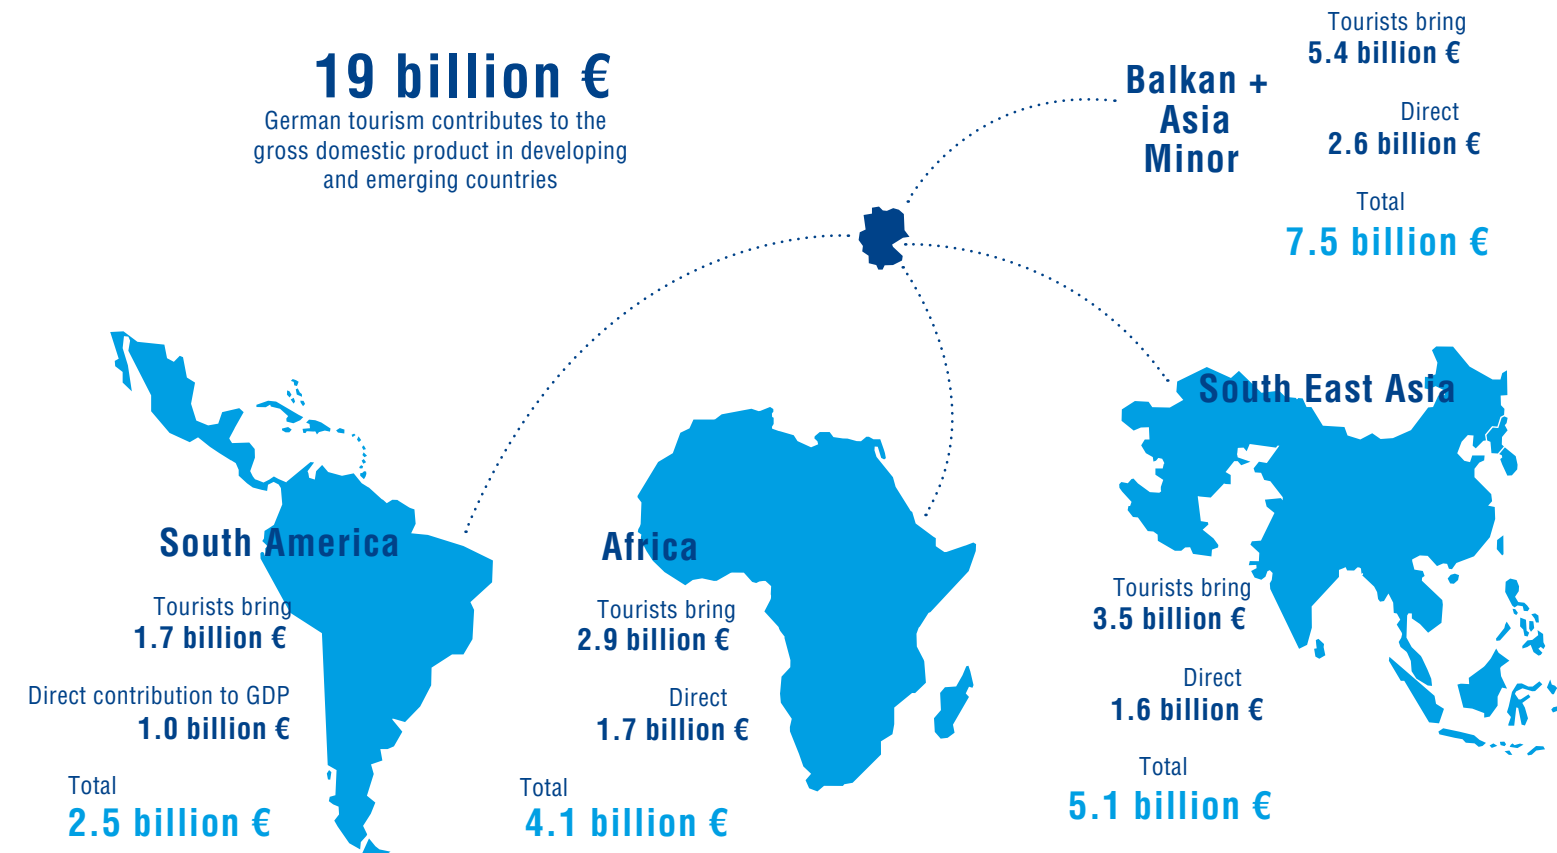 19 billion €
German tourism contributes to the
gross domestic product in developing
and emerging countries
Balkan +
Asia
Minor
Tourists bring
5.4 billion €
Direct
2.6 billion €
Total
7.5 billion €
South America
Tourists bring
1.7 billion €
Direct contribution to GDP
1.0 billion €
Total
2.5 billion €
Africa
Tourists bring
2.9 billion €
Direct
1.7 billion €
Total
4.1 billion €
South East Asia
Tourists bring
3.5 billion €
Direct
1.6 billion €
Total
5.1 billion €